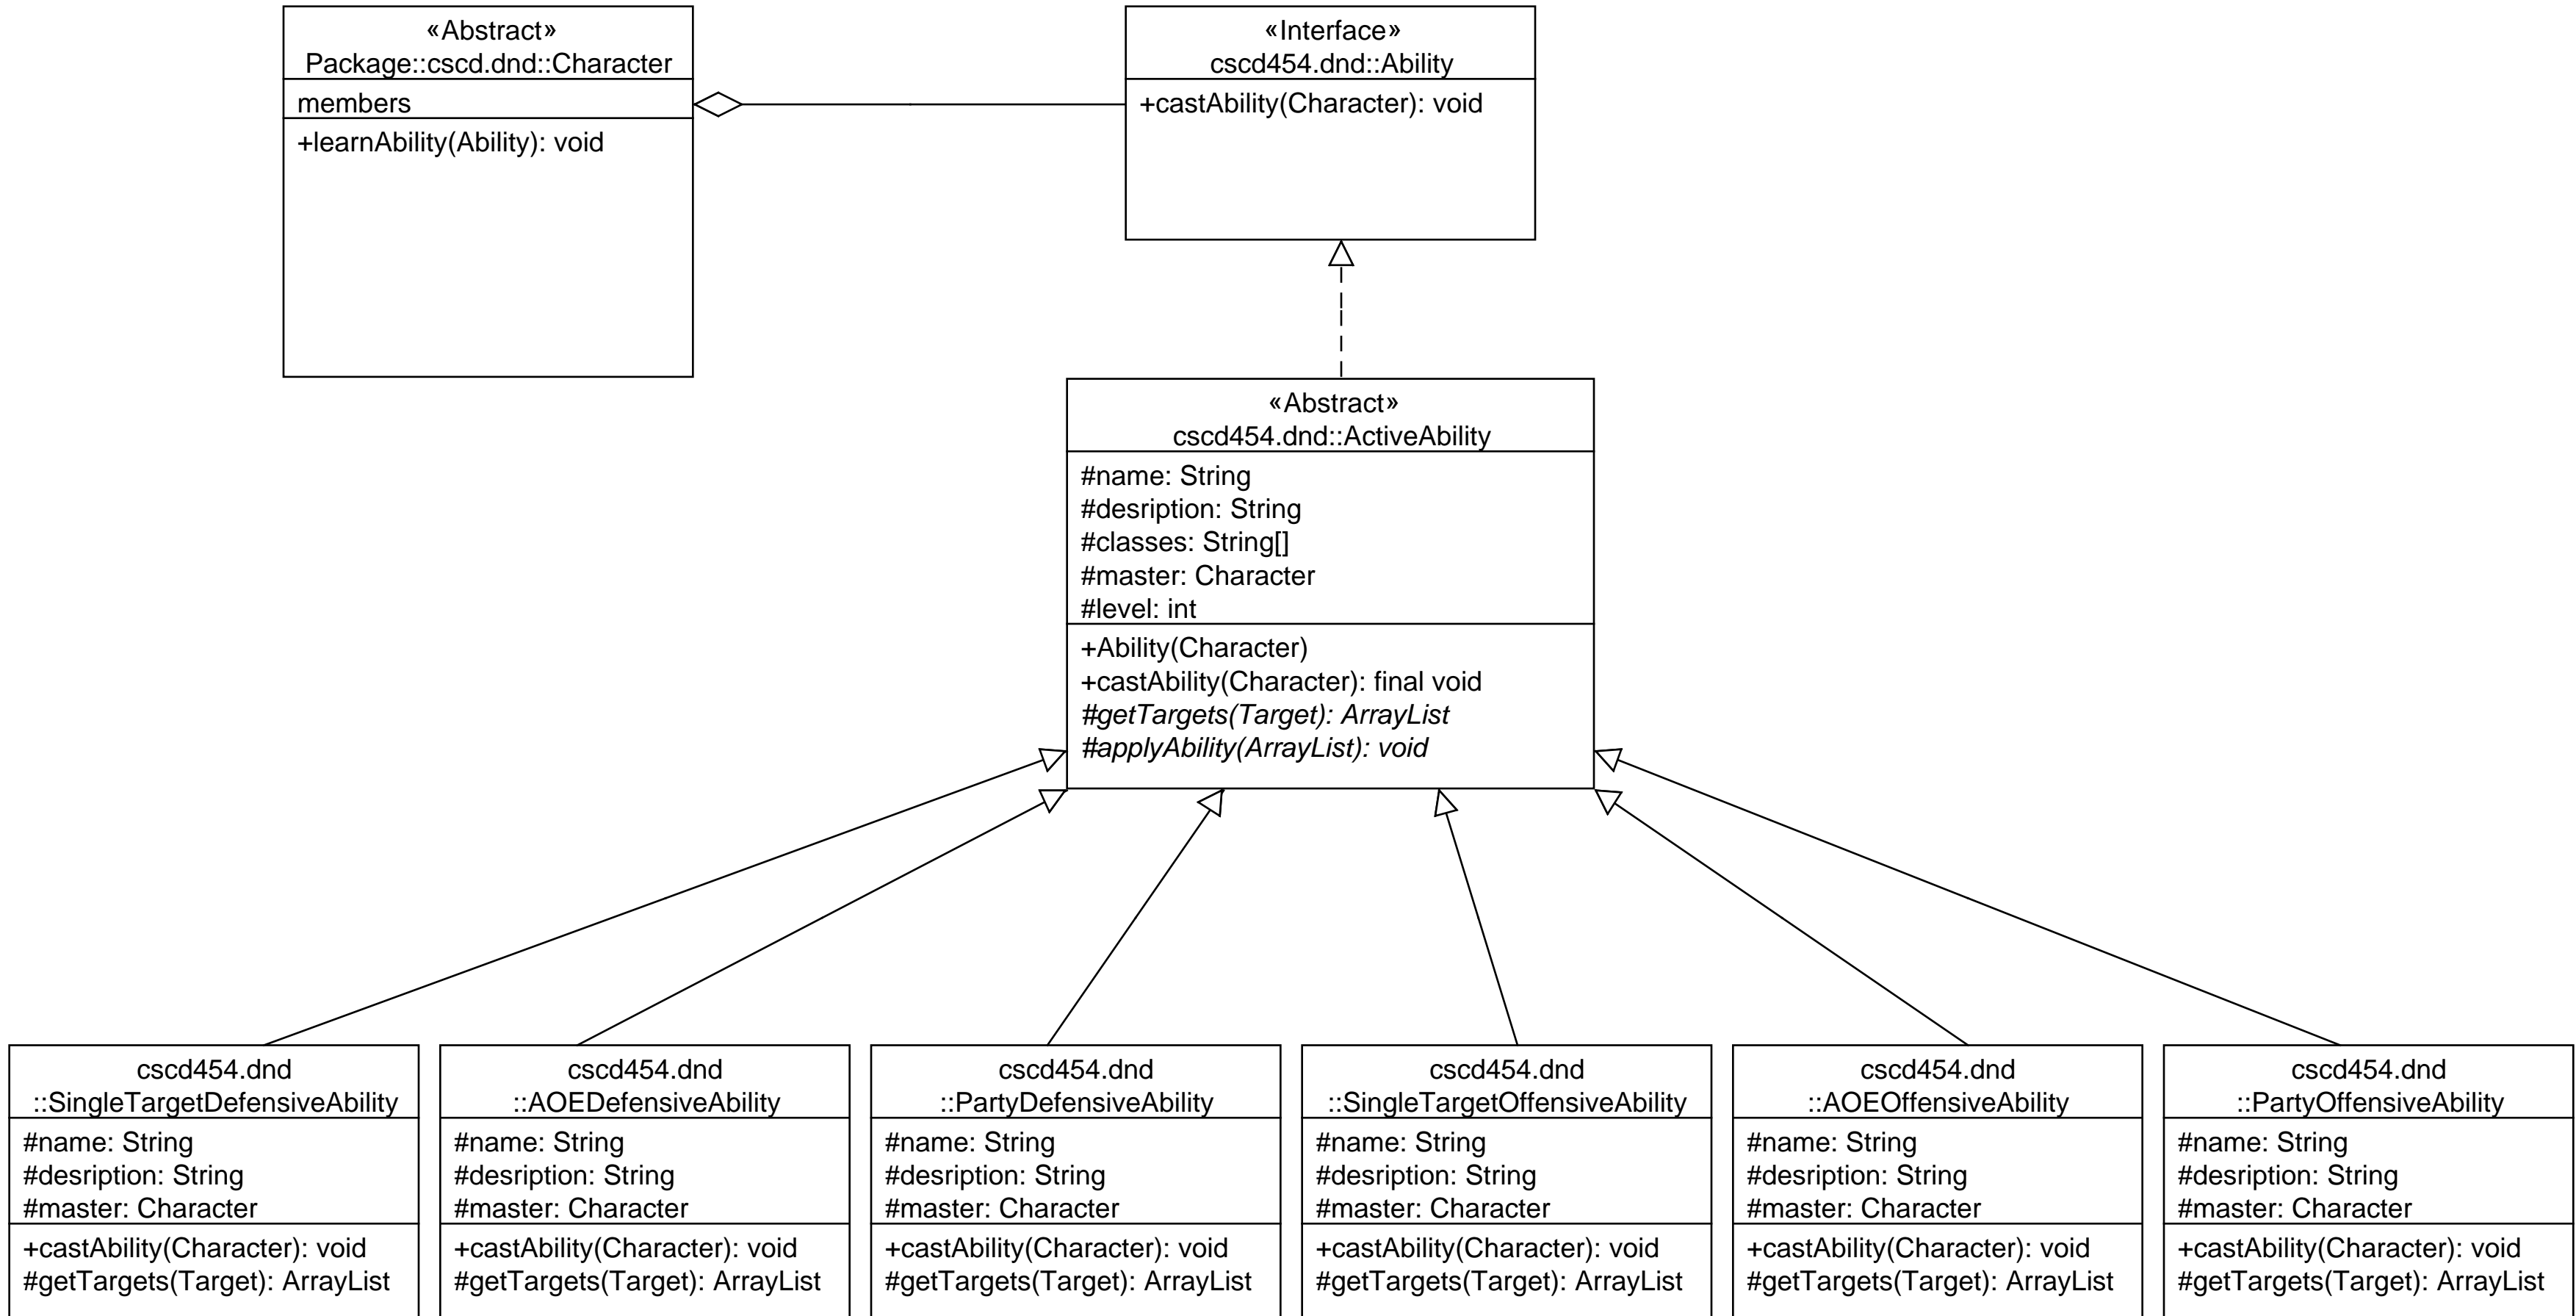 «Abstract»
Package::cscd.dnd::Character
members
+learnAbility(Ability): void
«Interface»
cscd454.dnd::Ability
+castAbility(Character): void
«Abstract»
cscd454.dnd::ActiveAbility
#name: String
#desription: String
#classes: String[]
#master: Character
#level: int
+Ability(Character)
+castAbility(Character): final void
#getTargets(Target): ArrayList
#applyAbility(ArrayList): void
cscd454.dnd
::SingleTargetDefensiveAbility
#name: String
#desription: String
#master: Character
+castAbility(Character): void
#getTargets(Target): ArrayList
cscd454.dnd
::AOEDefensiveAbility
#name: String
#desription: String
#master: Character
+castAbility(Character): void
#getTargets(Target): ArrayList
cscd454.dnd
::PartyDefensiveAbility
#name: String
#desription: String
#master: Character
+castAbility(Character): void
#getTargets(Target): ArrayList
cscd454.dnd
::SingleTargetOffensiveAbility
#name: String
#desription: String
#master: Character
+castAbility(Character): void
#getTargets(Target): ArrayList
cscd454.dnd
::AOEOffensiveAbility
#name: String
#desription: String
#master: Character
+castAbility(Character): void
#getTargets(Target): ArrayList
cscd454.dnd
::PartyOffensiveAbility
#name: String
#desription: String
#master: Character
+castAbility(Character): void
#getTargets(Target): ArrayList